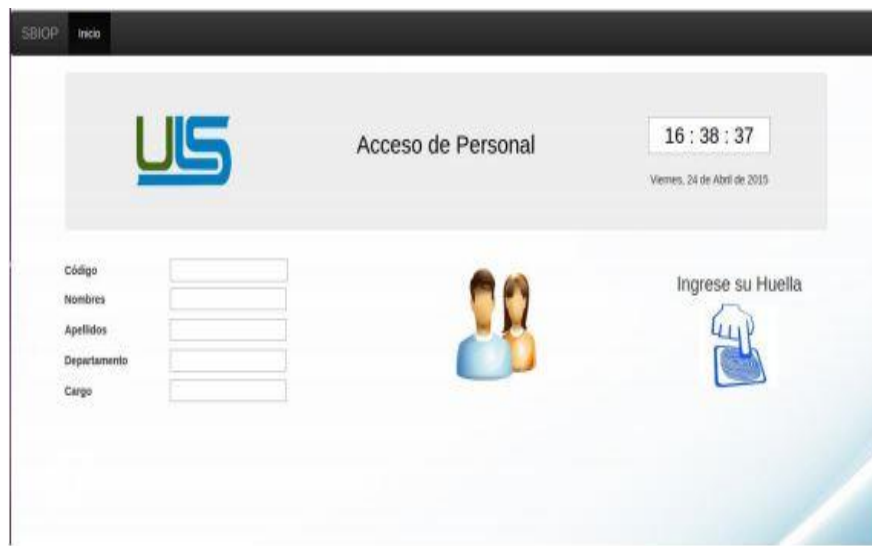 SBIOP Inicio
UIS
Acceso de Personal
16 : 38 : 37
Viernes, 24 de Abril de 2015
Código
Nombres
Apellidos
Departamento
Cargo
Ingrese su Huella